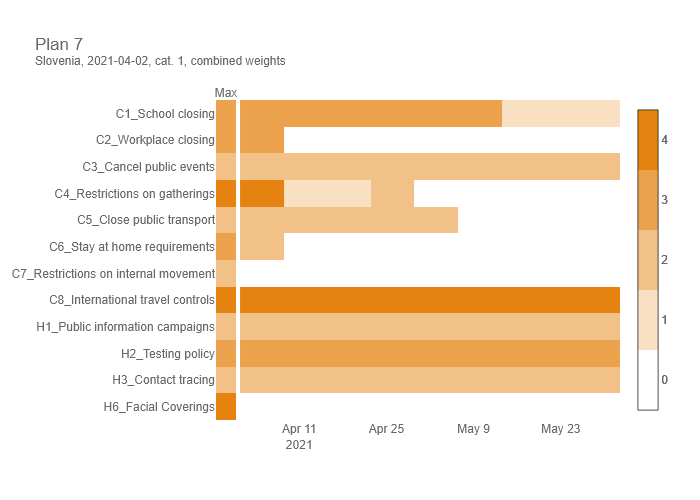 Plan 7
Slovenia, 2021-04-02, cat. 1, combined weights
Max
C1_School closing
C2_Workplace closing
C3_Cancel public events
C4_Restrictions on gatherings
C5_Close public transport
C6_Stay at home requirements
C7_Restrictions on internal movement
C8_International travel controls
H1_Public information campaigns
H2_Testing policy
H3_Contact tracing
H6_Facial Coverings
4
3
2
1
0
Apr 11 Apr 25 May 9 May 23
2021